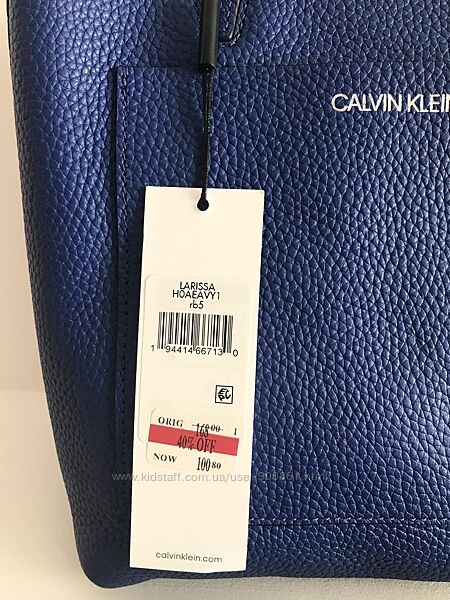 CALVIN KLEIN
LARISSA
H0AEAVY1
rb5
1 94414 66713 0
ORIG 168 00 1
40% OFF
NOW 100 80
calvinklein.com